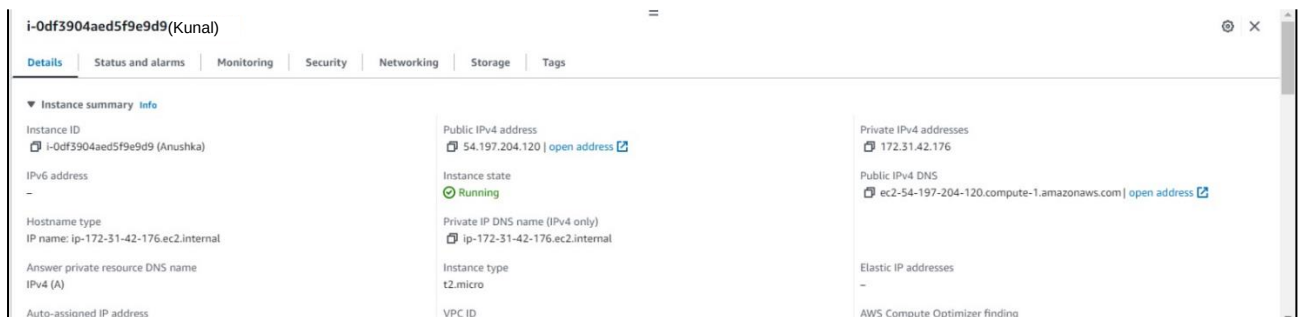 i-0df3904aed5f9e9d9(Kunal)
Details Status and alarms Monitoring Security Networking Storage Tags
▼ Instance summary Info
Instance ID
i-0df3904aed5f9e9d9 (Anushka)
Public IPv4 address
54.197.204.120 | open address
Private IPv4 addresses
172.31.42.176
IPv6 address
–
Instance state
Running
Public IPv4 DNS
ec2-54-197-204-120.compute-1.amazonaws.com | open address
Hostname type
IP name: ip-172-31-42-176.ec2.internal
Private IP DNS name (IPv4 only)
ip-172-31-42-176.ec2.internal
Answer private resource DNS name
IPv4 (A)
Instance type
t2.micro
Elastic IP addresses
–
Auto-assigned IP address
VPC ID
AWS Compute Optimizer finding